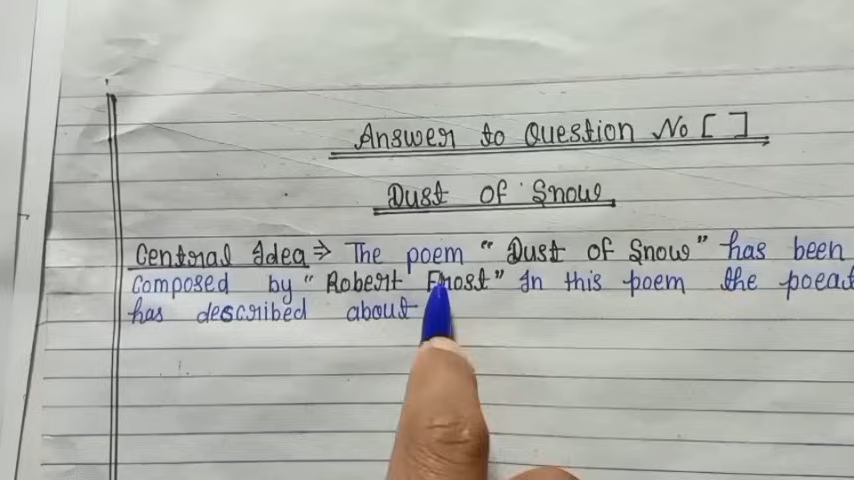 Answer to Question No [ ]
Dust of Snow
Central Idea ⇒ The poem " Dust of Snow" has been
composed by " Robert Frost" In this poem the poeat
has described about